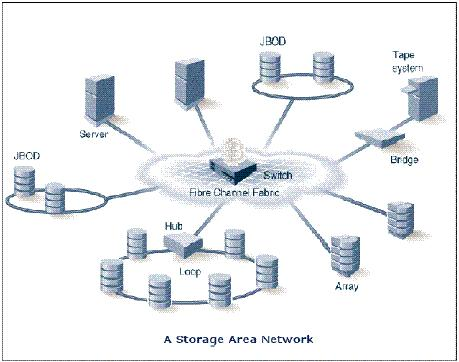 JBOD
Tape
system
Server
Bridge
JBOD
Switch
Fibre Channel Fabric
Hub
Loop
Array
A Storage Area Network